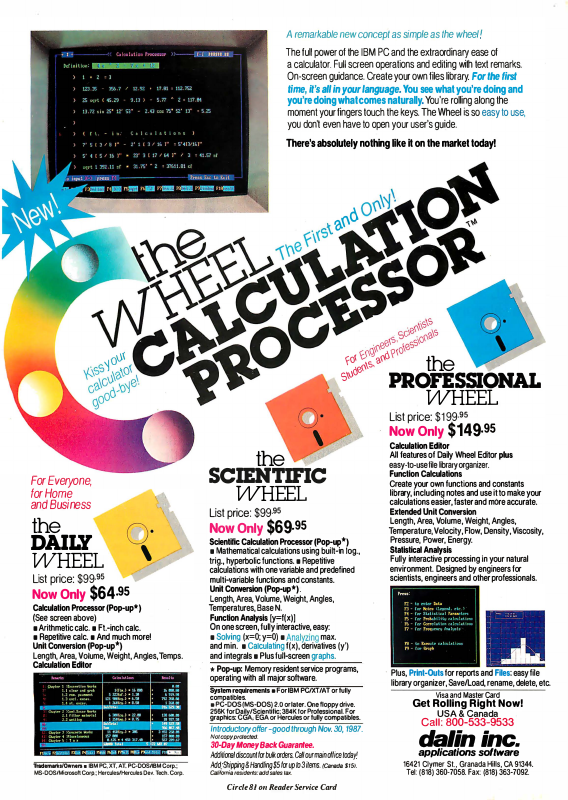 A remarkable new concept as simple as the wheel!
The full power of the IBM PC and the extraordinary ease of
a calculator. Full screen operations and editing with text remarks.
On-screen guidance. Create your own files library. For the first
time, it's all in your language. You see what you're doing and
you're doing what comes naturally. You're rolling along the
moment your fingers touch the keys. The Wheel is so easy to use,
you don't even have to open your user's guide.
There's absolutely nothing like it on the market today!
Calculation Processor
Definition:
New!
the
WHEEL
The First and Only!
CALCULATION
PROCESSOR™
Kiss your
calculator
good-bye!
For Engineers, Scientists
Students, and Professionals
the
PROFESSIONAL
WHEEL
List price: $199.95
Now Only $149.95
Calculation Editor
All features of Daily Wheel Editor plus
easy-to-use file library organizer.
Function Calculations
Create your own functions and constants
library, including notes and use it to make your
calculations easier, faster and more accurate.
Extended Unit Conversion
Length, Area, Volume, Weight, Angles,
Temperature, Velocity, Flow, Density, Viscosity,
Pressure, Power, Energy.
Statistical Analysis
Fully interactive processing in your natural
environment. Designed by engineers for
scientists, engineers and other professionals.
Press:
Plus, Print-Outs for reports and Files: easy file
library organizer, Save/Load, rename, delete, etc.
Visa and Master Card
Get Rolling Right Now!
USA & Canada
Call: 800-533-9533
dalin inc.
applications software
16421 Clymer St., Granada Hills, CA 91344.
Tel: (818) 360-7058. Fax: (818) 363-7092.
the
SCIENTIFIC
WHEEL
List price: $99.95
Now Only $69.95
Scientific Calculation Processor (Pop-up*)
■ Mathematical calculations using built-in log.,
trig., hyperbolic functions. ■ Repetitive
calculations with one variable and predefined
multi-variable functions and constants.
Unit Conversion (Pop-up*).
Length, Area, Volume, Weight, Angles,
Temperatures, Base N.
Function Analysis [y=f(x)]
On one screen, fully interactive, easy:
■ Solving (x=0; y=0) ■ Analyzing max.
and min. ■ Calculating f(x), derivatives (y')
and integrals ■ Plus full-screen graphs.
* Pop-up: Memory resident service programs,
operating with all major software.
System requirements ■ For IBM PC/XT/AT or fully
compatibles.
■ PC-DOS (MS-DOS) 2.0 or later. One floppy drive.
256K for Daily/Scientific; 384K for Professional. For
graphics: CGA, EGA or Hercules or fully compatibles.
Introductory offer - good through Nov. 30, 1987.
Not copy protected.
30-Day Money Back Guarantee.
Additional discount for bulk orders. Call our main office today!
Add: Shipping & Handling $5 for up to 3 items. (Canada $15).
California residents: add sales tax.
For Everyone,
for Home
and Business
the
DAILY
WHEEL
List price: $99.95
Now Only $64.95
Calculation Processor (Pop-up*)
(See screen above)
■ Arithmetic calc. ■ Ft.-inch calc.
■ Repetitive calc. ■ And much more!
Unit Conversion (Pop-up*)
Length, Area, Volume, Weight, Angles, Temps.
Calculation Editor
Trademarks/Owners ■ IBM PC, XT, AT, PC-DOS/IBM Corp.;
MS-DOS/Microsoft Corp.; Hercules/Hercules Dev. Tech. Corp.
Circle 81 on Reader Service Card